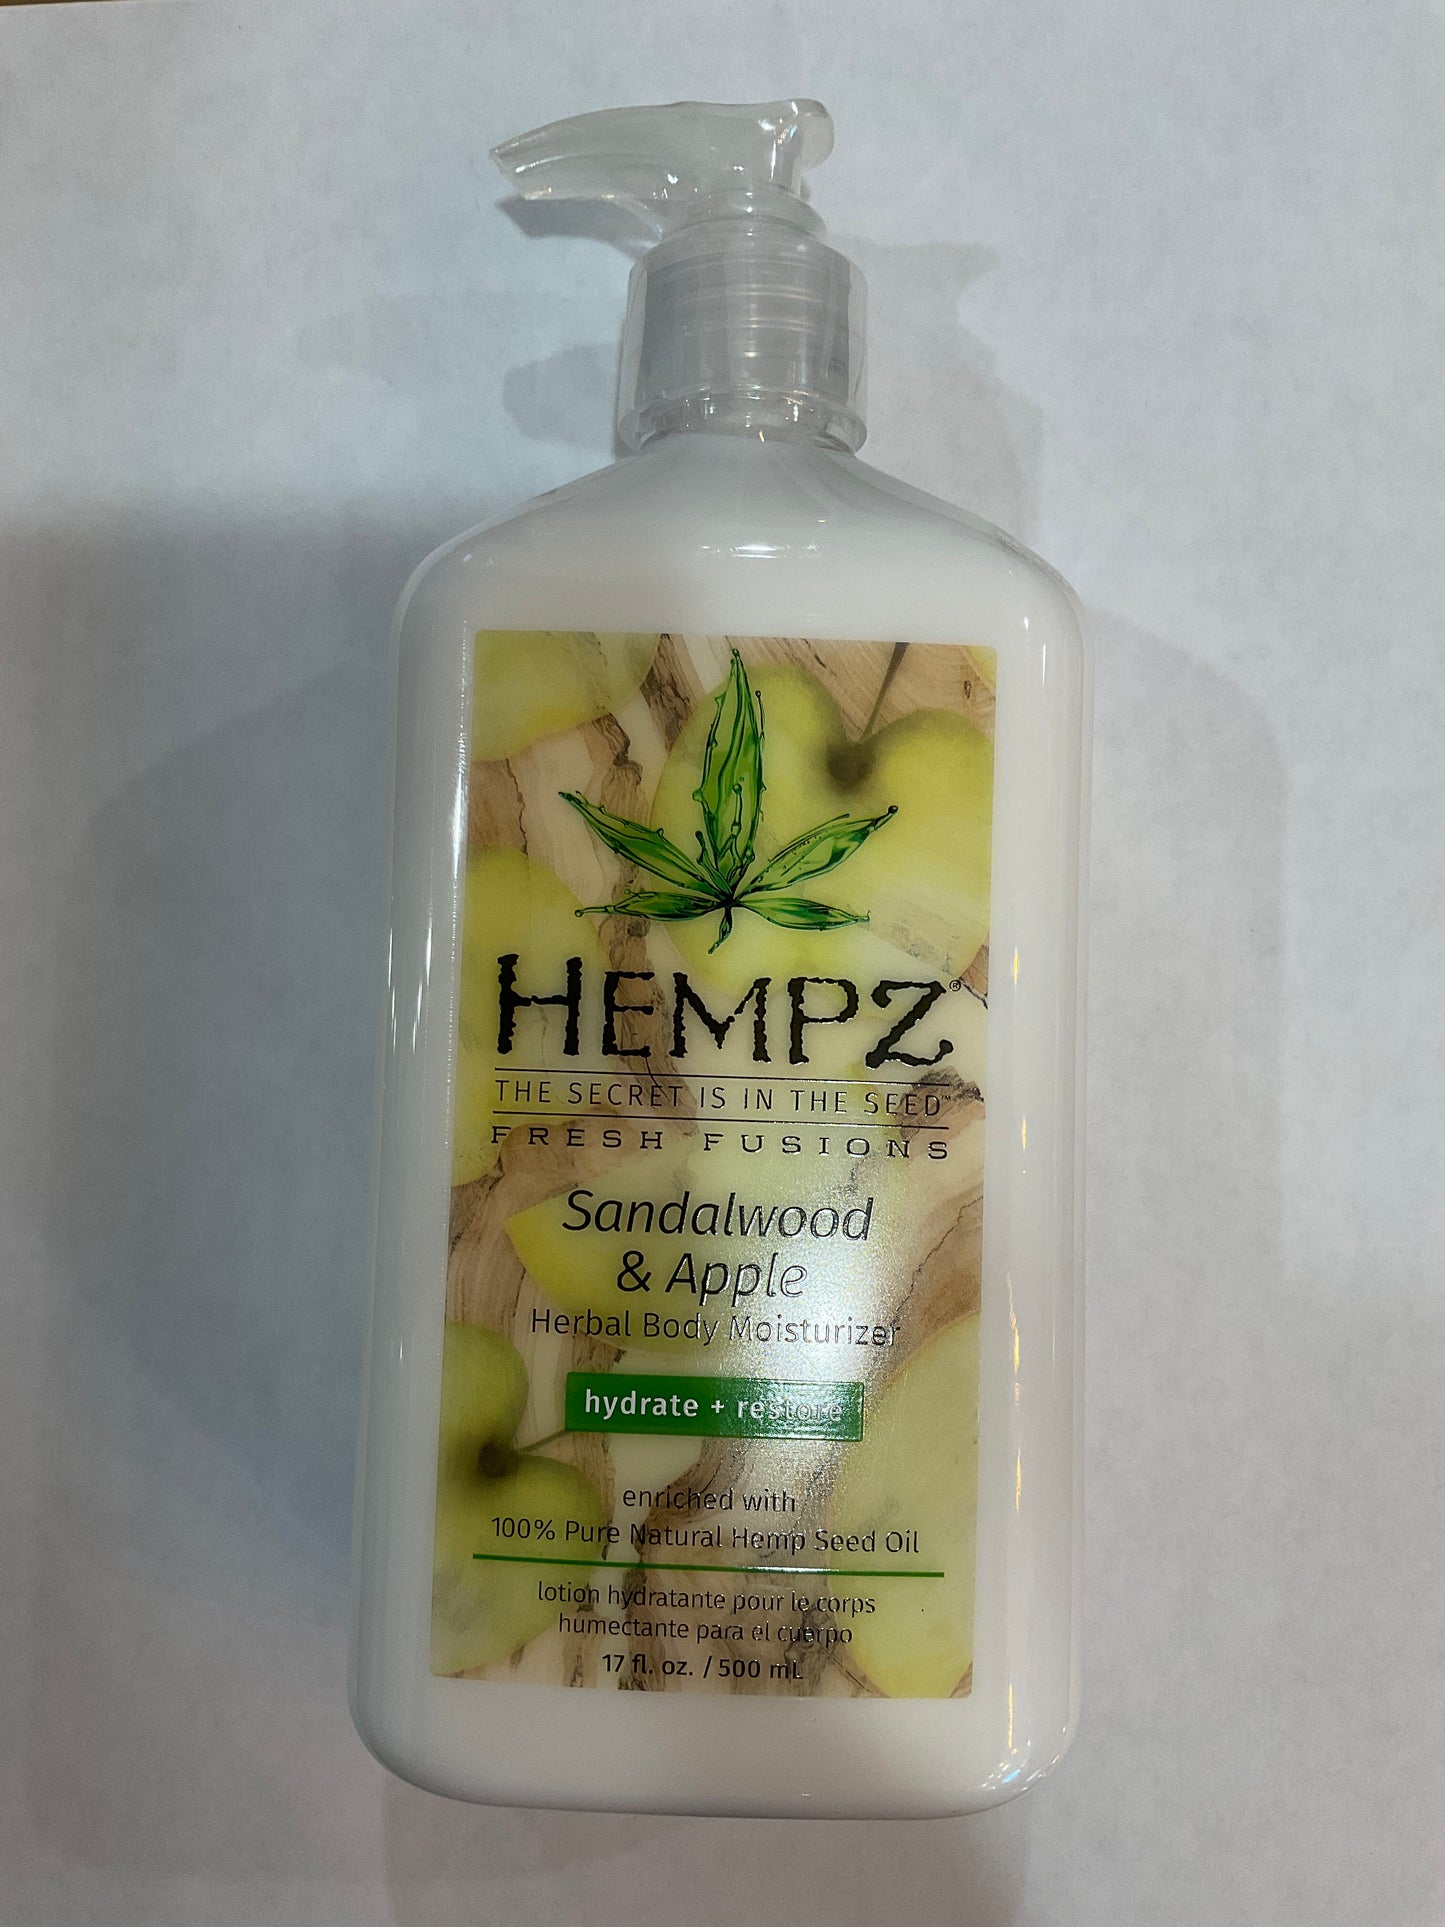 HEMPZ®
THE SECRET IS IN THE SEED™
FRESH FUSIONS
Sandalwood
& Apple
Herbal Body Moisturizer
hydrate + restore
enriched with
100% Pure Natural Hemp Seed Oil
lotion hydratante pour le corps
humectante para el cuerpo
17 fl. oz. / 500 mL